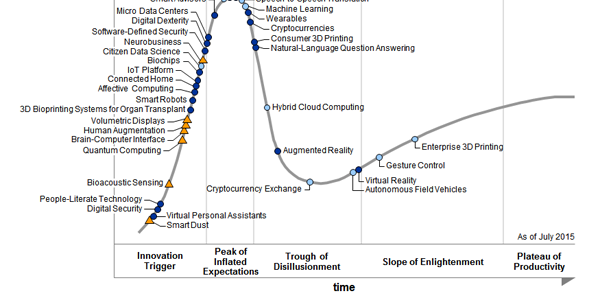 Speech-to-Speech Translation
Micro Data Centers
Machine Learning
Digital Dexterity
Wearables
Software-Defined Security
Cryptocurrencies
Neurobusiness
Consumer 3D Printing
Citizen Data Science
Natural-Language Question Answering
Biochips
IoT Platform
Connected Home
Affective Computing
Smart Robots
3D Bioprinting Systems for Organ Transplant
Hybrid Cloud Computing
Volumetric Displays
Human Augmentation
Brain-Computer Interface
Enterprise 3D Printing
Quantum Computing
Augmented Reality
Gesture Control
Bioacoustic Sensing
Virtual Reality
Cryptocurrency Exchange
Autonomous Field Vehicles
People-Literate Technology
Digital Security
Virtual Personal Assistants
Smart Dust
As of July 2015
Innovation
Trigger
Peak of
Inflated
Expectations
Trough of
Disillusionment
Slope of Enlightenment
Plateau of
Productivity
time